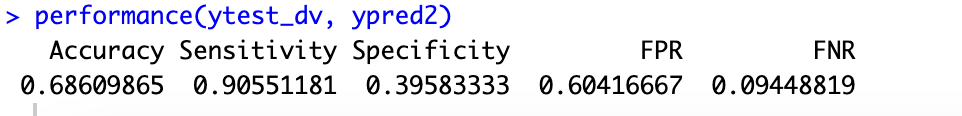 > performance(ytest_dv, ypred2)
Accuracy Sensitivity Specificity FPR FNR
0.68609865 0.90551181 0.39583333 0.60416667 0.09448819